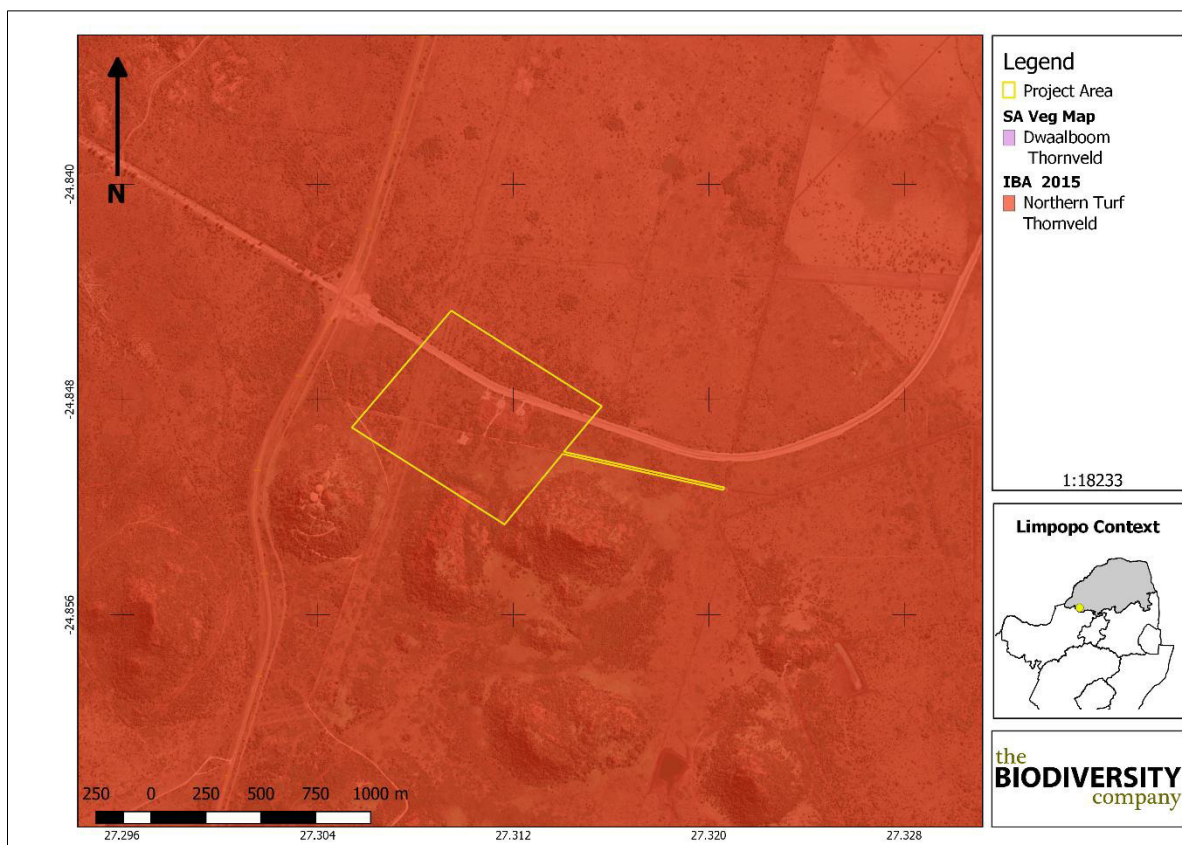 Legend
Project Area
SA Veg Map
Dwaalboom
Thornveld
IBA 2015
Northern Turf
Thornveld
1:18233
Limpopo Context
the
BIODIVERSITY
company
N
-24.840
-24.848
-24.856
250 0 250 500 750 1000 m
27.296 27.304 27.312 27.320 27.328